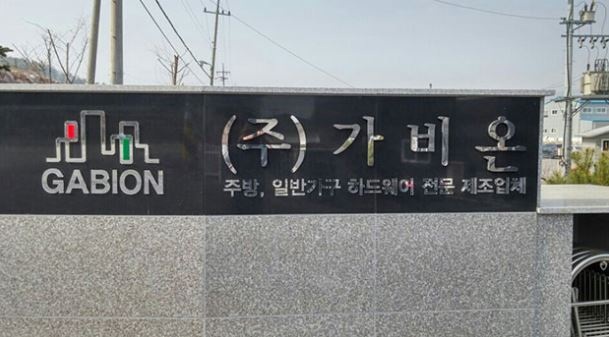 GABION
(주)가비온
주방, 일반가구 하드웨어 전문 제조업체